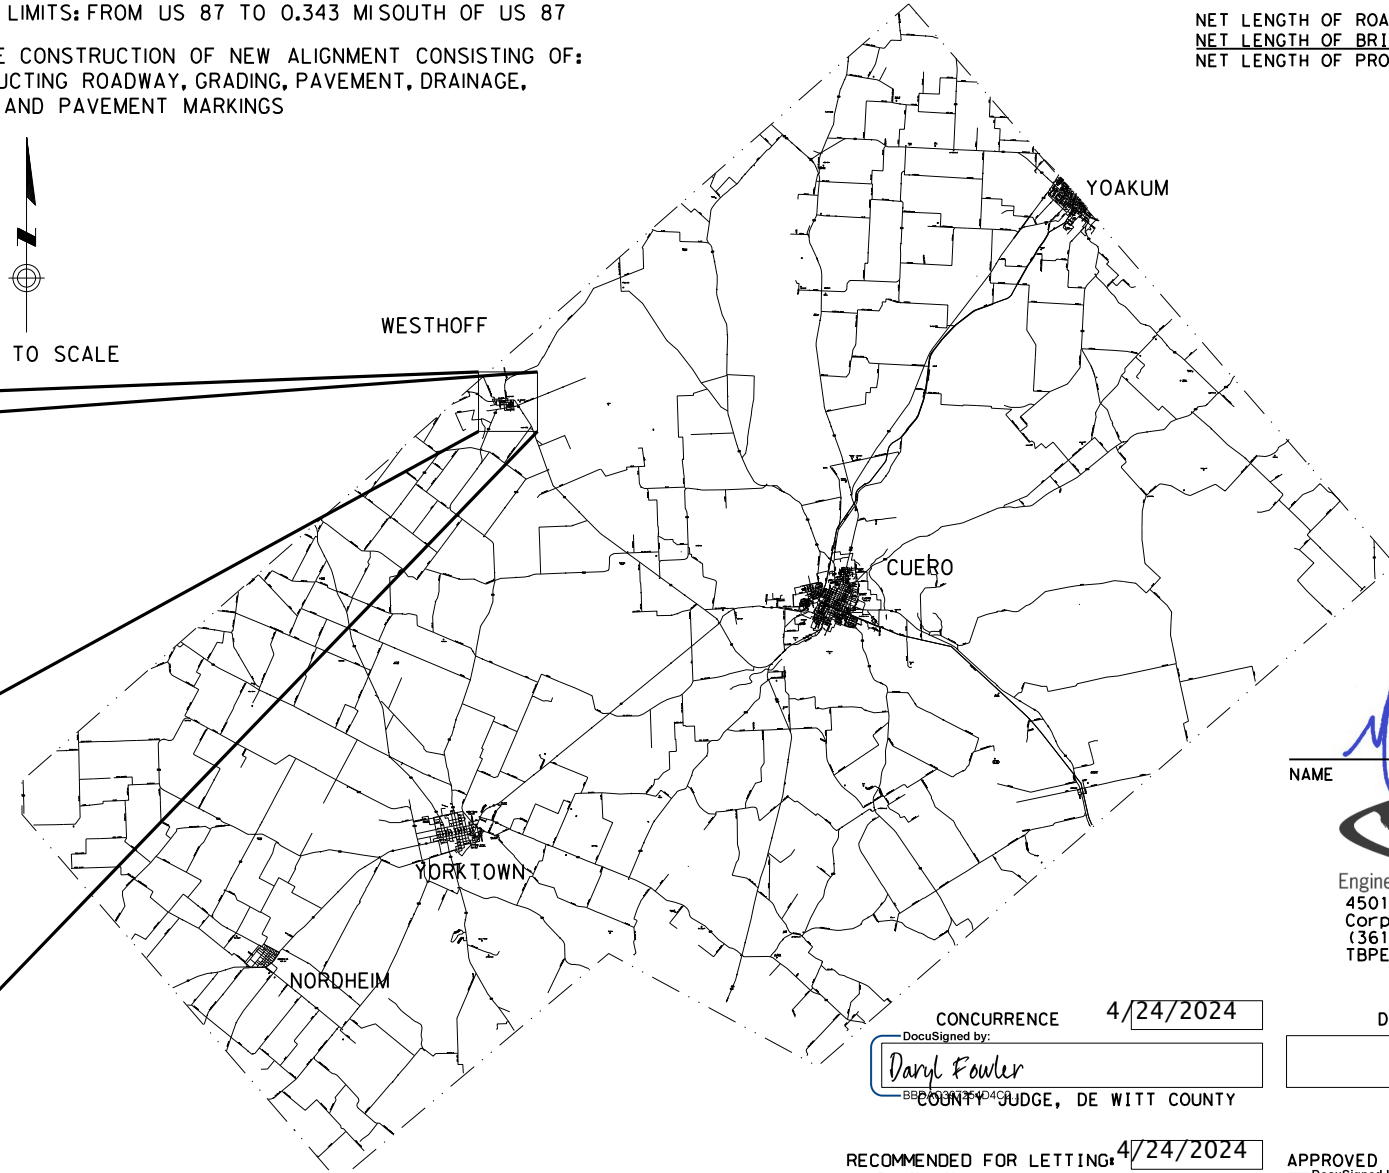 LIMITS: FROM US 87 TO 0.343 MI SOUTH OF US 87
E CONSTRUCTION OF NEW ALIGNMENT CONSISTING OF:
UCTING ROADWAY, GRADING, PAVEMENT, DRAINAGE,
AND PAVEMENT MARKINGS
NET LENGTH OF ROA
NET LENGTH OF BRI
NET LENGTH OF PRO
N
TO SCALE
YOAKUM
WESTHOFF
CUERO
YORKTOWN
NORDHEIM
NAME
Engine
4501
Corp
(361
TBPE
CONCURRENCE 4/24/2024
D
DocuSigned by:
Daryl Fowler
COUNTY JUDGE, DE WITT COUNTY
RECOMMENDED FOR LETTING: 4/24/2024
APPROVED